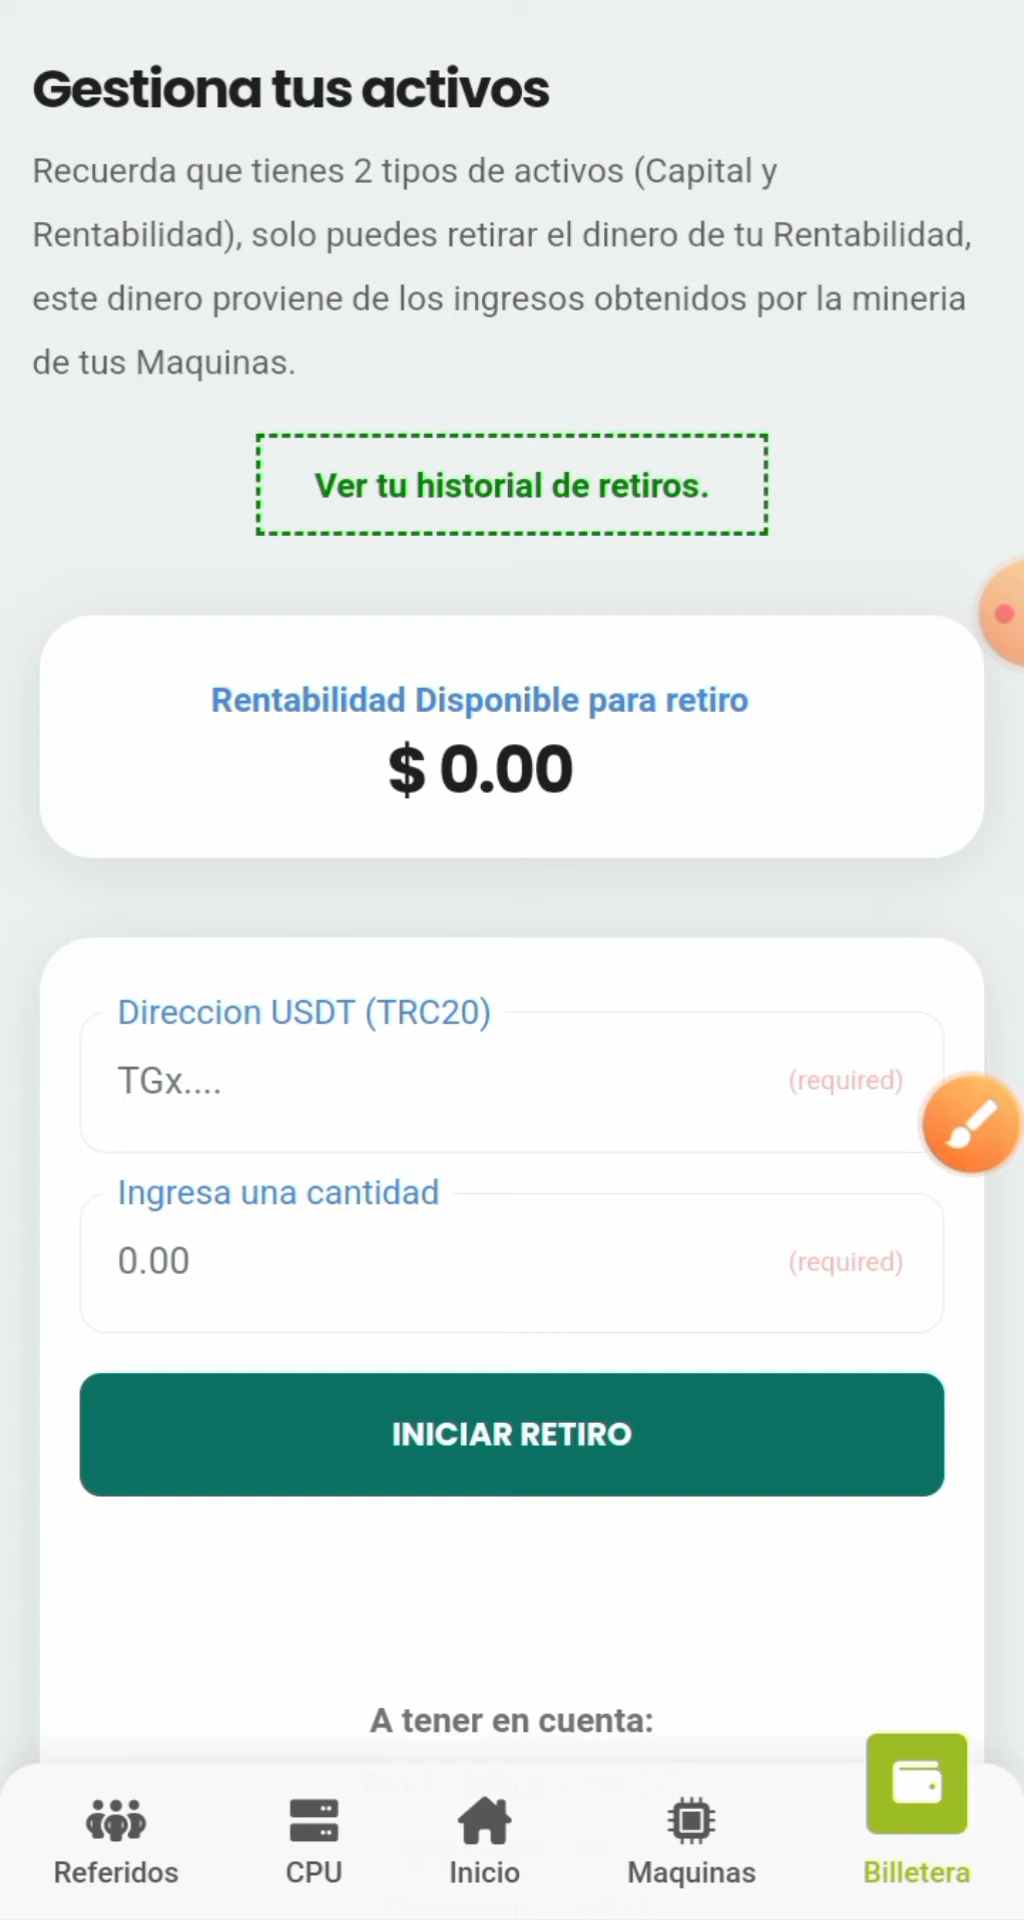 Gestiona tus activos
Recuerda que tienes 2 tipos de activos (Capital y
Rentabilidad), solo puedes retirar el dinero de tu Rentabilidad,
este dinero proviene de los ingresos obtenidos por la mineria
de tus Maquinas.
Ver tu historial de retiros.
Rentabilidad Disponible para retiro
$ 0.00
Direccion USDT (TRC20)
TGx.... (required)
Ingresa una cantidad
0.00 (required)
INICIAR RETIRO
A tener en cuenta:
Referidos CPU Inicio Maquinas Billetera